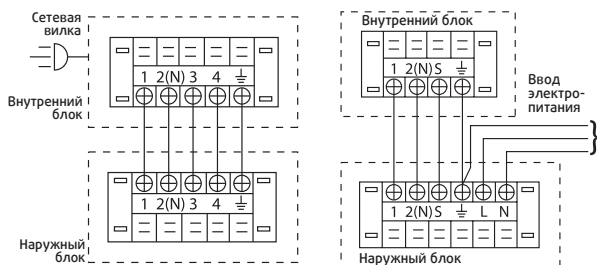 Сетевая
вилка
1 2(N) 3 4
Внутренний
блок
1 2(N) 3 4
Наружный
блок
Внутренний блок
1 2(N) S
Ввод
электро-
питания
1 2(N) S L N
Наружный блок